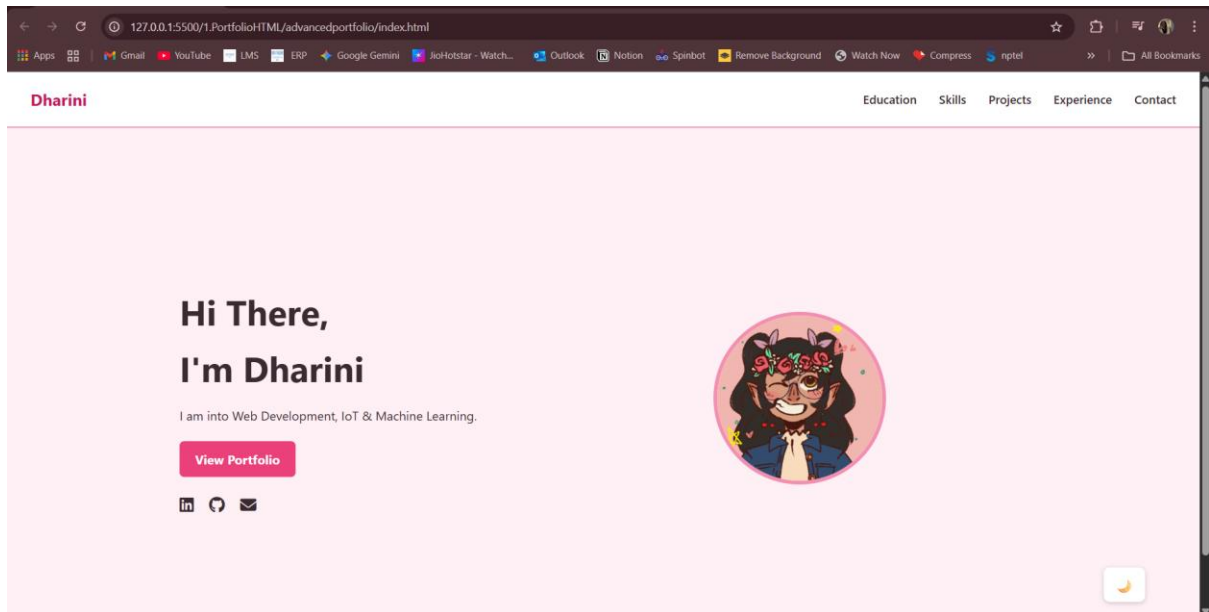 127.0.0.1:5500/1.PortfolioHTML/advancedportfolio/index.html
Apps Gmail YouTube LMS ERP Google Gemini JioHotstar - Watch... Outlook Notion Spinbot Remove Background Watch Now Compress nptel » All Bookmarks
Dharini Education Skills Projects Experience Contact
Hi There,
I'm Dharini
I am into Web Development, IoT & Machine Learning.
View Portfolio